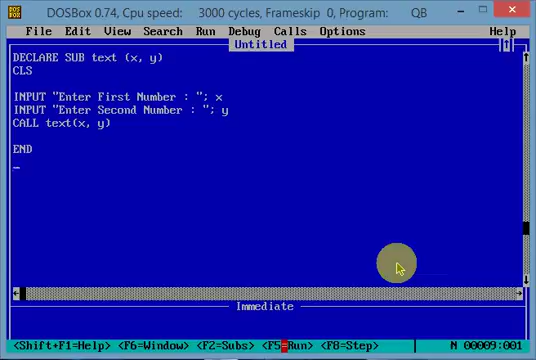 DOSBox 0.74, Cpu speed: 3000 cycles, Frameskip 0, Program: QB
File Edit View Search Run Debug Calls Options Help
Untitled
DECLARE SUB text (x, y)
CLS
INPUT "Enter First Number : "; x
INPUT "Enter Second Number : "; y
CALL text(x, y)
END
Immediate
<Shift+F1=Help> <F6=Window> <F2=Subs> <F5=Run> <F8=Step> N 00009:001